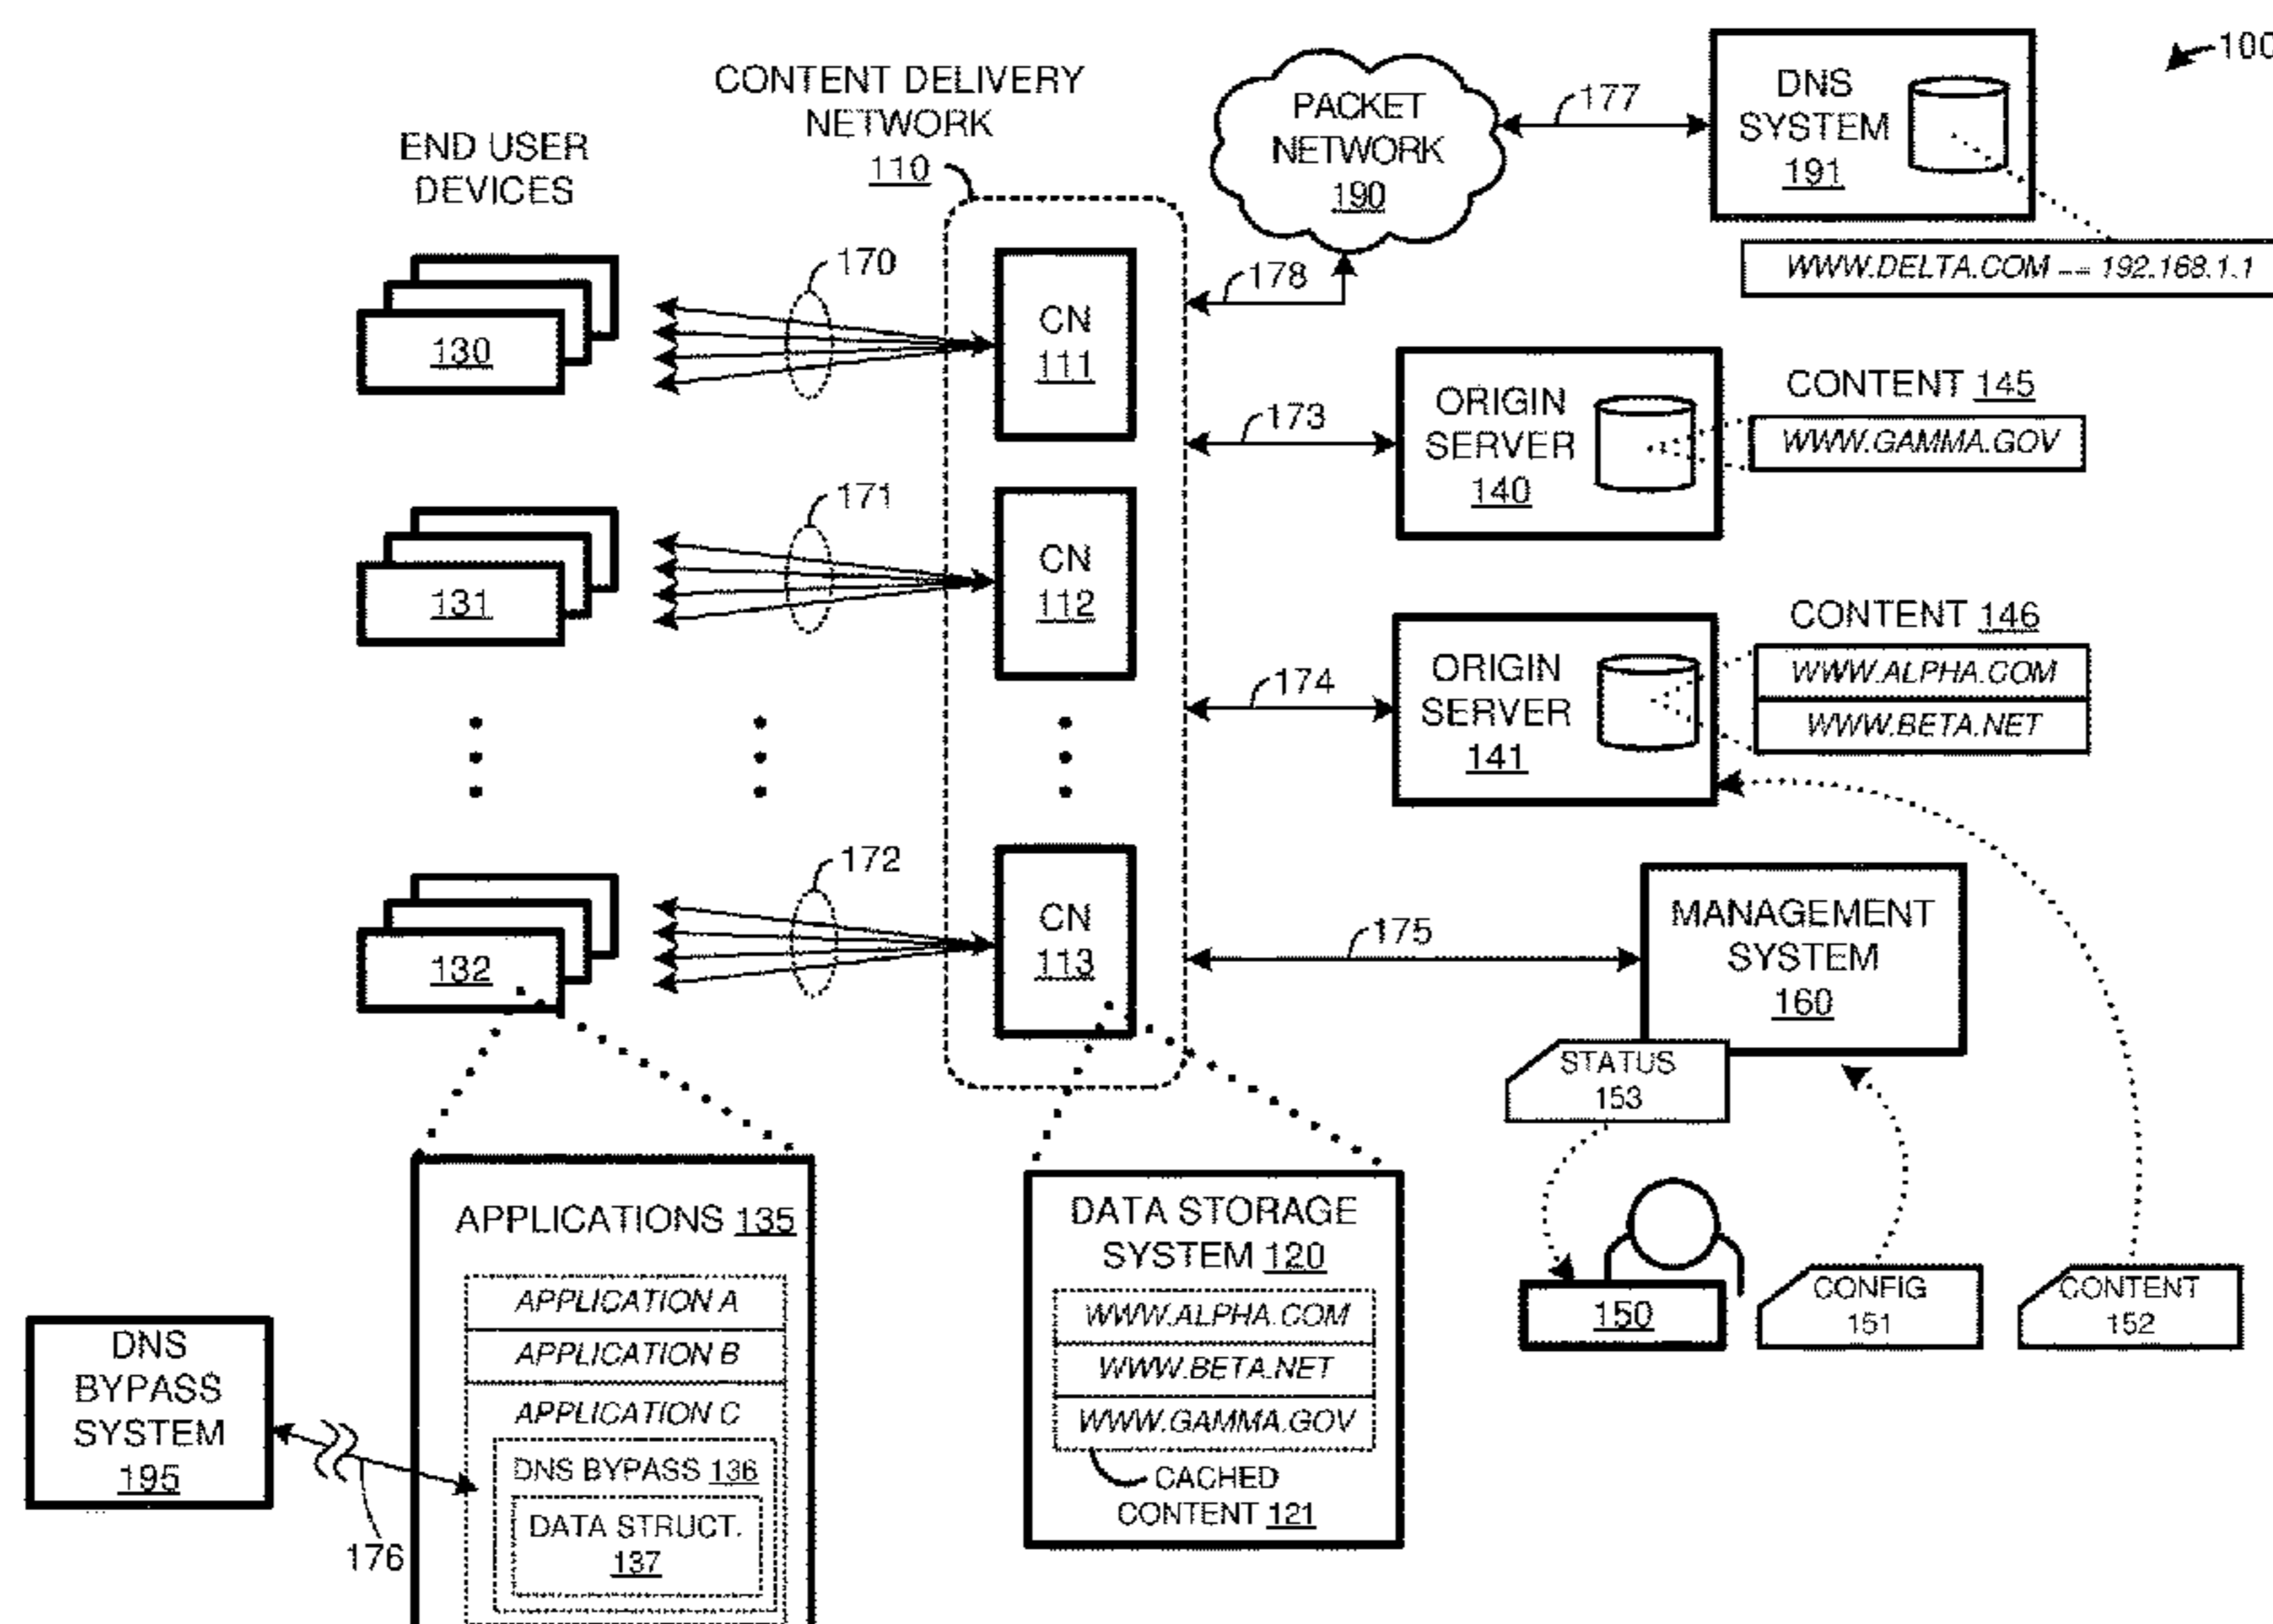 100
CONTENT DELIVERY
NETWORK
110
END USER
DEVICES
PACKET
NETWORK
190
177
DNS
SYSTEM
191
WWW.DELTA.COM -- 192.168.1.1
130
170
CN
111
178
173
ORIGIN
SERVER
140
CONTENT 145
WWW.GAMMA.GOV
131
171
CN
112
174
ORIGIN
SERVER
141
CONTENT 146
WWW.ALPHA.COM
WWW.BETA.NET
132
172
CN
113
175
MANAGEMENT
SYSTEM
160
STATUS
153
150
CONFIG
151
CONTENT
152
APPLICATIONS 135
APPLICATION A
APPLICATION B
APPLICATION C
DNS BYPASS 136
DATA STRUCT.
137
DNS
BYPASS
SYSTEM
195
176
DATA STORAGE
SYSTEM 120
WWW.ALPHA.COM
WWW.BETA.NET
WWW.GAMMA.GOV
CACHED
CONTENT 121